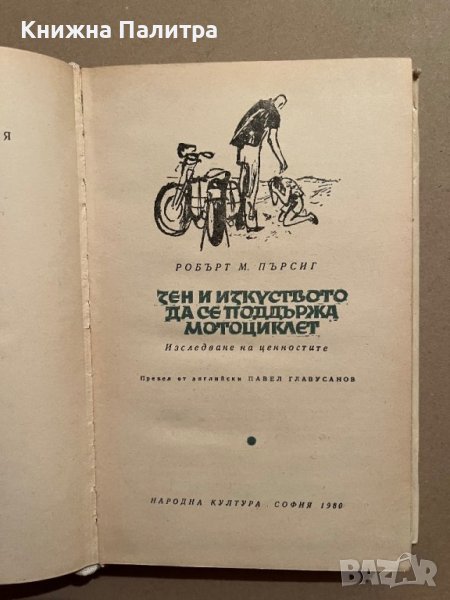 Книжна Палитра
Я
РОБЪРТ М. ПЪРСИГ
ЗЕН И ИЗКУСТВОТО
ДА СЕ ПОДДЪРЖА
МОТОЦИКЛЕТ
Изследване на ценностите
Превел от английски ПАВЕЛ ГЛАВУСАНОВ
НАРОДНА КУЛТУРА . СОФИЯ 1980
BAZAR